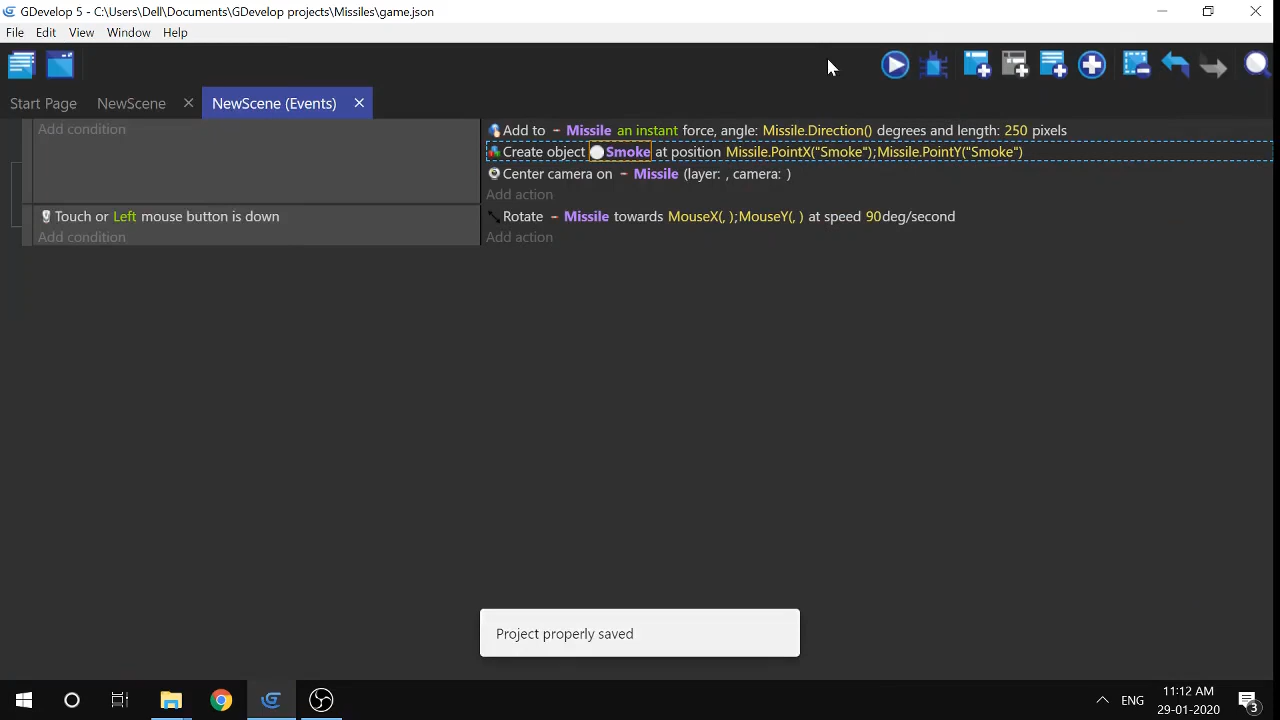 GDevelop 5 - C:\Users\Dell\Documents\GDevelop projects\Missiles\game.json
File Edit View Window Help
Start Page NewScene NewScene (Events)
Add condition
Add to Missile an instant force, angle: Missile.Direction() degrees and length: 250 pixels
Create object Smoke at position Missile.PointX("Smoke");Missile.PointY("Smoke")
Center camera on Missile (layer: , camera: )
Add action
Touch or Left mouse button is down
Add condition
Rotate Missile towards MouseX(, );MouseY(, ) at speed 90deg/second
Add action
Project properly saved
ENG
11:12 AM
29-01-2020
3